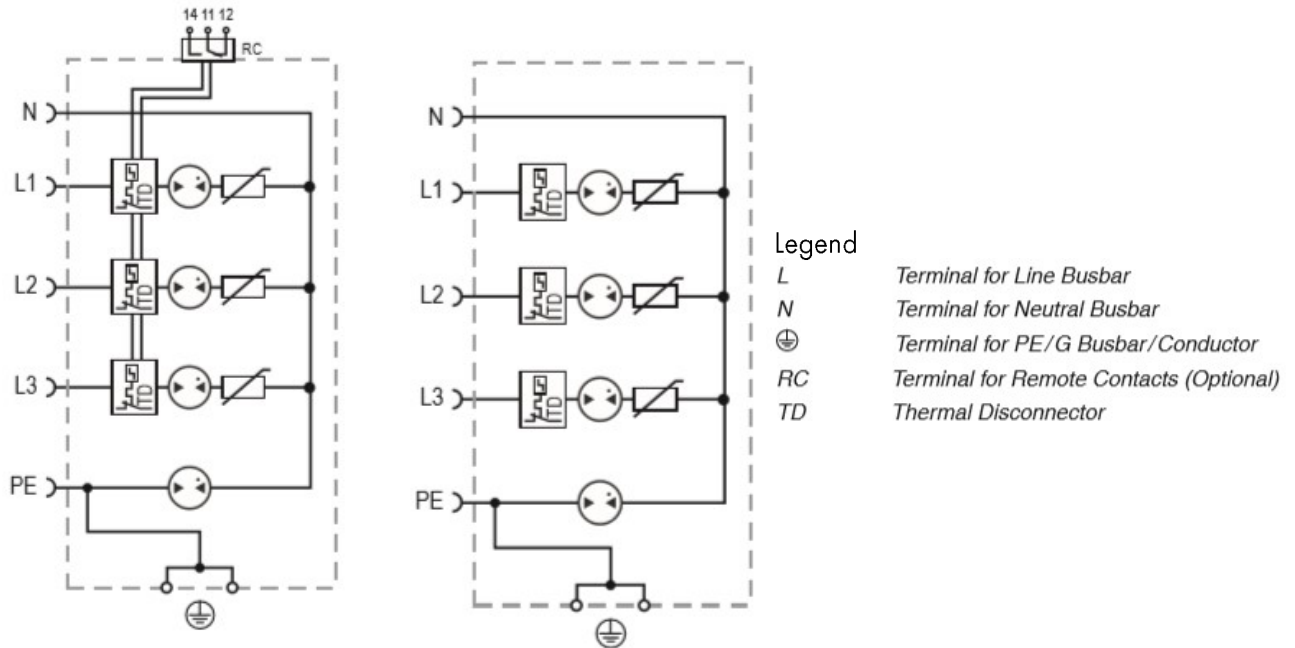 14 11 12
RC
N
L1
TD
L2
TD
L3
TD
PE
N
L1
TD
L2
TD
L3
TD
PE
Legend
L Terminal for Line Busbar
N Terminal for Neutral Busbar
Terminal for PE/G Busbar/Conductor
RC Terminal for Remote Contacts (Optional)
TD Thermal Disconnector